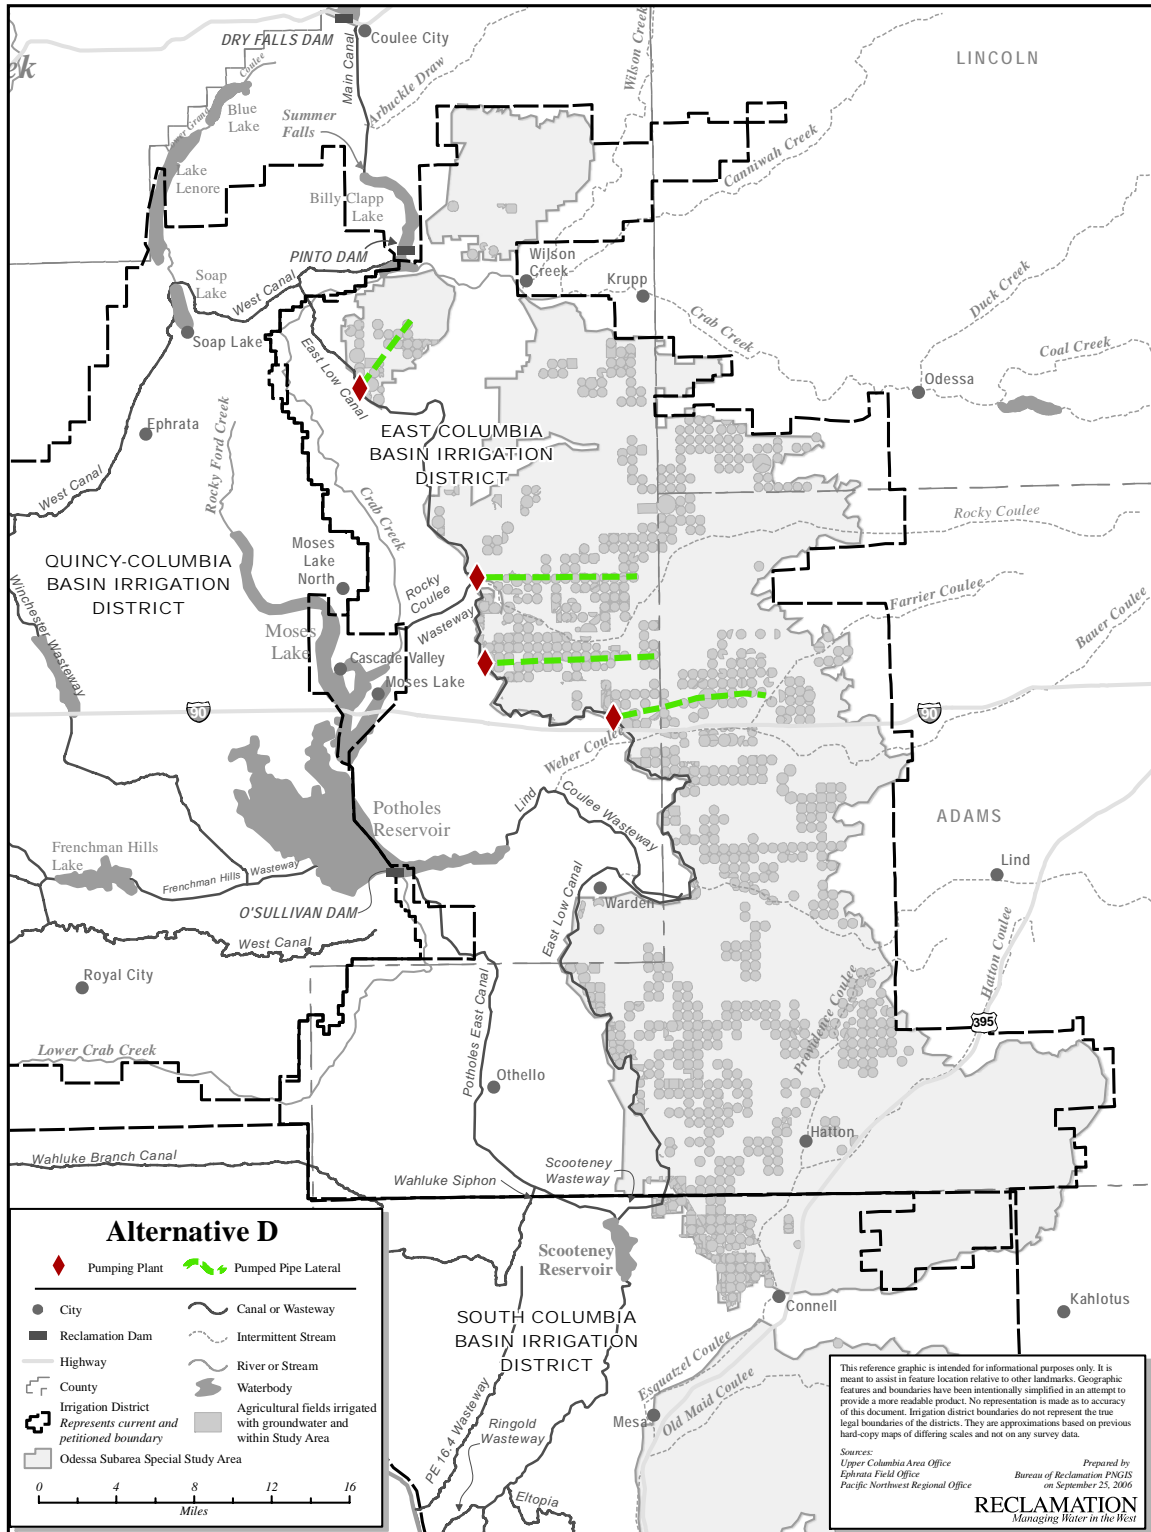 DRY FALLS DAM
Coulee City
Main Canal
Arbuckle Draw
Wilson Creek
LINCOLN
ek
Lower Grand
Coulee
Blue
Lake
Summer
Falls
Canniwah Creek
Lake
Lenore
Billy Clapp
Lake
PINTO DAM
Wilson
Creek
Krupp
Soap
Lake
West Canal
Duck Creek
Crab Creek
Coal Creek
Soap Lake
East Low Canal
Odessa
Ephrata
EAST COLUMBIA
BASIN IRRIGATION
DISTRICT
Rocky Ford Creek
West Canal
Crab Creek
Rocky Coulee
QUINCY-COLUMBIA
BASIN IRRIGATION
DISTRICT
Moses
Lake
North
Rocky
Coulee
Wasteway
Farrier Coulee
Bauer Coulee
Winchester Wasteway
Moses
Lake
Cascade Valley
Moses Lake
90
90
Weber Coulee
Lind
Coulee Wasteway
Potholes
Reservoir
ADAMS
Frenchman Hills
Lake
Frenchman Hills Wasteway
Lind
East Low Canal
Warden
O'SULLIVAN DAM
West Canal
Royal City
Hatton Coulee
Providence Coulee
Potholes East Canal
395
Lower Crab Creek
Othello
Hatton
Wahluke Branch Canal
Wahluke Siphon
Scooteney
Wasteway
Scooteney
Reservoir
SOUTH COLUMBIA
BASIN IRRIGATION
DISTRICT
Connell
Kahlotus
Esquatzel Coulee
Old Maid Coulee
Mesa
PE 16.4 Wasteway
Ringold
Wasteway
Eltopia
Alternative D
Pumping Plant
Pumped Pipe Lateral
City
Canal or Wasteway
Reclamation Dam
Intermittent Stream
Highway
River or Stream
County
Waterbody
Irrigation District
Represents current and
petitioned boundary
Agricultural fields irrigated
with groundwater and
within Study Area
Odessa Subarea Special Study Area
0 4 8 12 16
Miles
This reference graphic is intended for informational purposes only. It is
meant to assist in feature location relative to other landmarks. Geographic
features and boundaries have been intentionally simplified in an attempt to
provide a more readable product. No representation is made as to accuracy
of this document. Irrigation district boundaries do not represent the true
legal boundaries of the districts. They are approximations based on previous
hard-copy maps of differing scales and not on any survey data.
Sources:
Upper Columbia Area Office
Ephrata Field Office
Pacific Northwest Regional Office
Prepared by
Bureau of Reclamation PNGIS
on September 25, 2006
RECLAMATION
Managing Water in the West